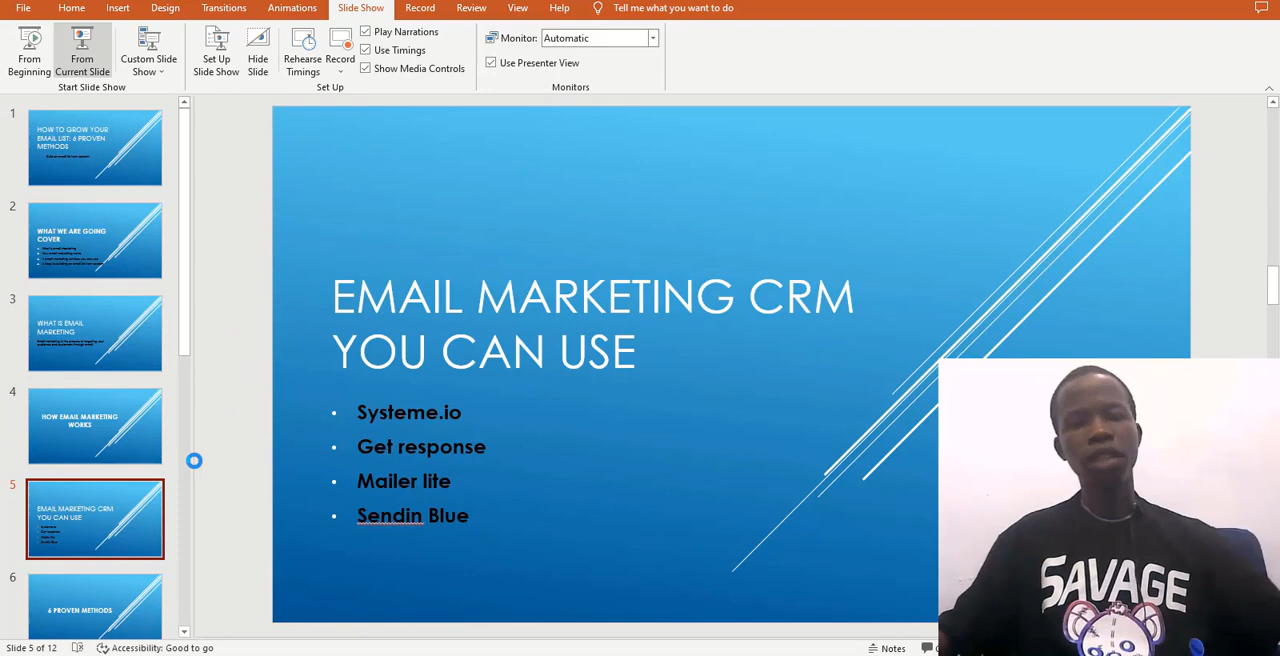 File Home Insert Design Transitions Animations Slide Show Record Review View Help Tell me what you want to do
From Beginning
From Current Slide
Custom Slide Show
Start Slide Show
Set Up Slide Show
Hide Slide
Rehearse Timings
Record
Play Narrations
Use Timings
Show Media Controls
Set Up
Monitor: Automatic
Use Presenter View
Monitors
1
HOW TO GROW YOUR
EMAIL LIST: 6 PROVEN
METHODS
2
WHAT WE ARE GOING
COVER
3
WHAT IS EMAIL
MARKETING
4
HOW EMAIL MARKETING
WORKS
5
EMAIL MARKETING CRM
YOU CAN USE
6
6 PROVEN METHODS
EMAIL MARKETING CRM
YOU CAN USE
• Systeme.io
• Get response
• Mailer lite
• Sendin Blue
SAVAGE
Slide 5 of 12 Accessibility: Good to go Notes